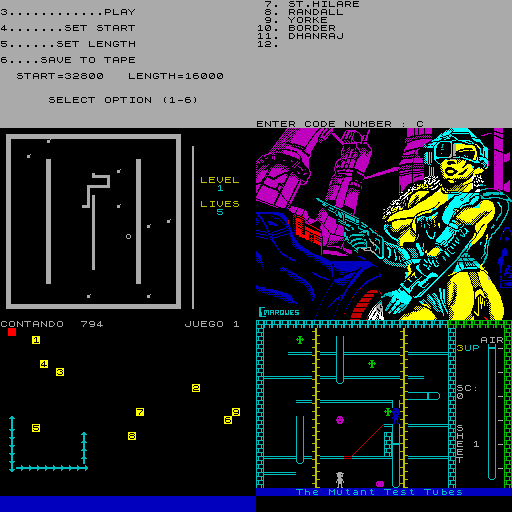 3............PLAY
4.......SET START
5.......SET LENGTH
6....SAVE TO TAPE
START=32800 LENGTH=16000
SELECT OPTION (1-6)
7. ST.HILARE
8. RANDALL
9. YORKE
10. BORDER
11. DHANRAJ
12.
ENTER CODE NUMBER : C
LEVEL
1
LIVES
5
MARQUES
CONTANDO 794 JUEGO 1
1
4
3
8
7
9
6
5
8
AIR
3UP
SC:
0
SHEET 1
The Mutant Test Tubes